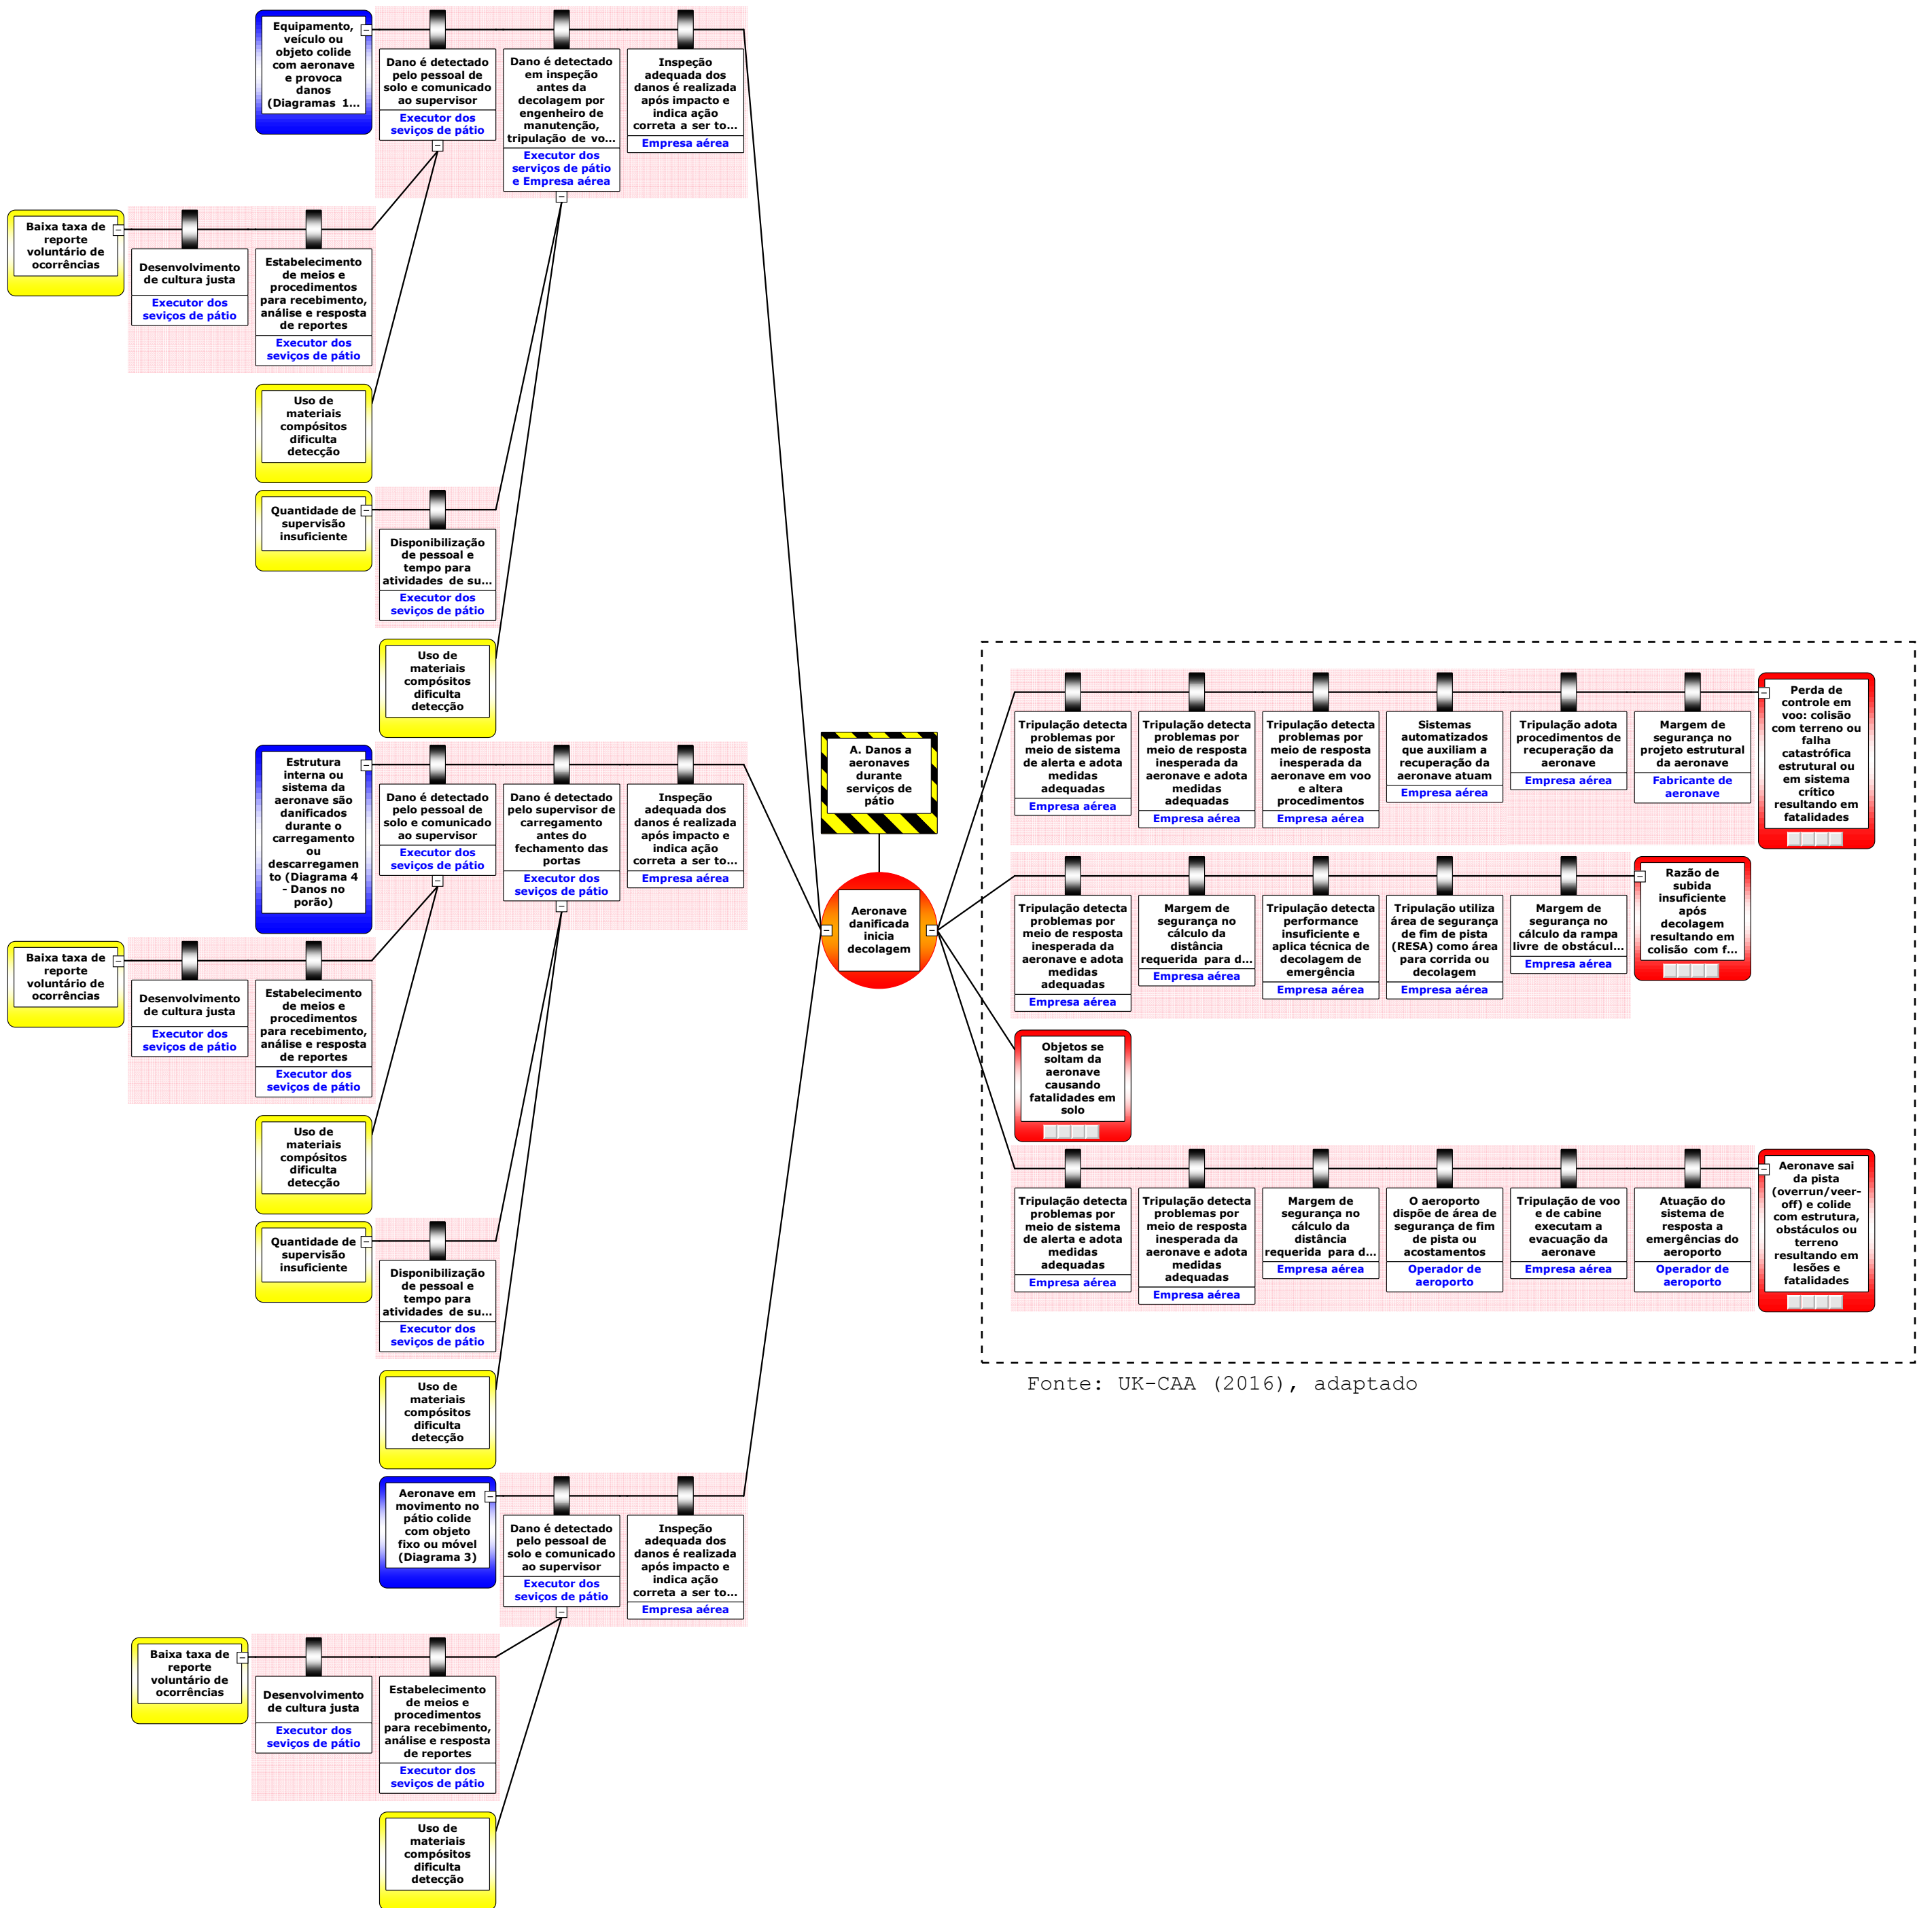 Equipamento,
veículo ou
objeto colide
com aeronave
e provoca
danos
(Diagramas 1...
Dano é detectado
pelo pessoal de
solo e comunicado
ao supervisor
Executor dos
seviços de pátio
Dano é detectado
em inspeção
antes da
decolagem por
engenheiro de
manutenção,
tripulação de vo...
Executor dos
serviços de pátio
e Empresa aérea
Inspeção
adequada dos
danos é realizada
após impacto e
indica ação
correta a ser to...
Empresa aérea
Baixa taxa de
reporte
voluntário de
ocorrências
Desenvolvimento
de cultura justa
Executor dos
seviços de pátio
Estabelecimento
de meios e
procedimentos
para recebimento,
análise e resposta
de reportes
Executor dos
seviços de pátio
Uso de
materiais
compósitos
dificulta
detecção
Quantidade de
supervisão
insuficiente
Disponibilização
de pessoal e
tempo para
atividades de su...
Executor dos
seviços de pátio
Uso de
materiais
compósitos
dificulta
detecção
Estrutura
interna ou
sistema da
aeronave são
danificados
durante o
carregamento
ou
descarregamen
to (Diagrama 4
- Danos no
porão)
Dano é detectado
pelo pessoal de
solo e comunicado
ao supervisor
Executor dos
seviços de pátio
Dano é detectado
pelo supervisor de
carregamento
antes do
fechamento das
portas
Executor dos
seviços de pátio
Inspeção
adequada dos
danos é realizada
após impacto e
indica ação
correta a ser to...
Empresa aérea
Baixa taxa de
reporte
voluntário de
ocorrências
Desenvolvimento
de cultura justa
Executor dos
seviços de pátio
Estabelecimento
de meios e
procedimentos
para recebimento,
análise e resposta
de reportes
Executor dos
seviços de pátio
Uso de
materiais
compósitos
dificulta
detecção
Quantidade de
supervisão
insuficiente
Disponibilização
de pessoal e
tempo para
atividades de su...
Executor dos
seviços de pátio
Uso de
materiais
compósitos
dificulta
detecção
Aeronave em
movimento no
pátio colide
com objeto
fixo ou móvel
(Diagrama 3)
Dano é detectado
pelo pessoal de
solo e comunicado
ao supervisor
Executor dos
seviços de pátio
Inspeção
adequada dos
danos é realizada
após impacto e
indica ação
correta a ser to...
Empresa aérea
Baixa taxa de
reporte
voluntário de
ocorrências
Desenvolvimento
de cultura justa
Executor dos
seviços de pátio
Estabelecimento
de meios e
procedimentos
para recebimento,
análise e resposta
de reportes
Executor dos
seviços de pátio
Uso de
materiais
compósitos
dificulta
detecção
A. Danos a
aeronaves
durante
serviços de
pátio
Aeronave
danificada
inicia
decolagem
Tripulação detecta
problemas por
meio de sistema
de alerta e adota
medidas
adequadas
Empresa aérea
Tripulação detecta
problemas por
meio de resposta
inesperada da
aeronave e adota
medidas
adequadas
Empresa aérea
Tripulação detecta
problemas por
meio de resposta
inesperada da
aeronave em voo
e altera
procedimentos
Empresa aérea
Sistemas
automatizados
que auxiliam a
recuperação da
aeronave atuam
Empresa aérea
Tripulação adota
procedimentos de
recuperação da
aeronave
Empresa aérea
Margem de
segurança no
projeto estrutural
da aeronave
Fabricante de
aeronave
Perda de
controle em
voo: colisão
com terreno ou
falha
catastrófica
estrutural ou
em sistema
crítico
resultando em
fatalidades
Tripulação detecta
problemas por
meio de resposta
inesperada da
aeronave e adota
medidas
adequadas
Empresa aérea
Margem de
segurança no
cálculo da
distância
requerida para d...
Empresa aérea
Tripulação detecta
performance
insuficiente e
aplica técnica de
decolagem de
emergência
Empresa aérea
Tripulação utiliza
área de segurança
de fim de pista
(RESA) como área
para corrida ou
decolagem
Empresa aérea
Margem de
segurança no
cálculo da rampa
livre de obstácul...
Empresa aérea
Razão de
subida
insuficiente
após
decolagem
resultando em
colisão com f...
Objetos se
soltam da
aeronave
causando
fatalidades em
solo
Tripulação detecta
problemas por
meio de sistema
de alerta e adota
medidas
adequadas
Empresa aérea
Tripulação detecta
problemas por
meio de resposta
inesperada da
aeronave e adota
medidas
adequadas
Empresa aérea
Margem de
segurança no
cálculo da
distância
requerida para d...
Empresa aérea
O aeroporto
dispõe de área de
segurança de fim
de pista ou
acostamentos
Operador de
aeroporto
Tripulação de voo
e de cabine
executam a
evacuação da
aeronave
Empresa aérea
Atuação do
sistema de
resposta a
emergências do
aeroporto
Operador de
aeroporto
Aeronave sai
da pista
(overrun/veer-
off) e colide
com estrutura,
obstáculos ou
terreno
resultando em
lesões e
fatalidades
Fonte: UK-CAA (2016), adaptado